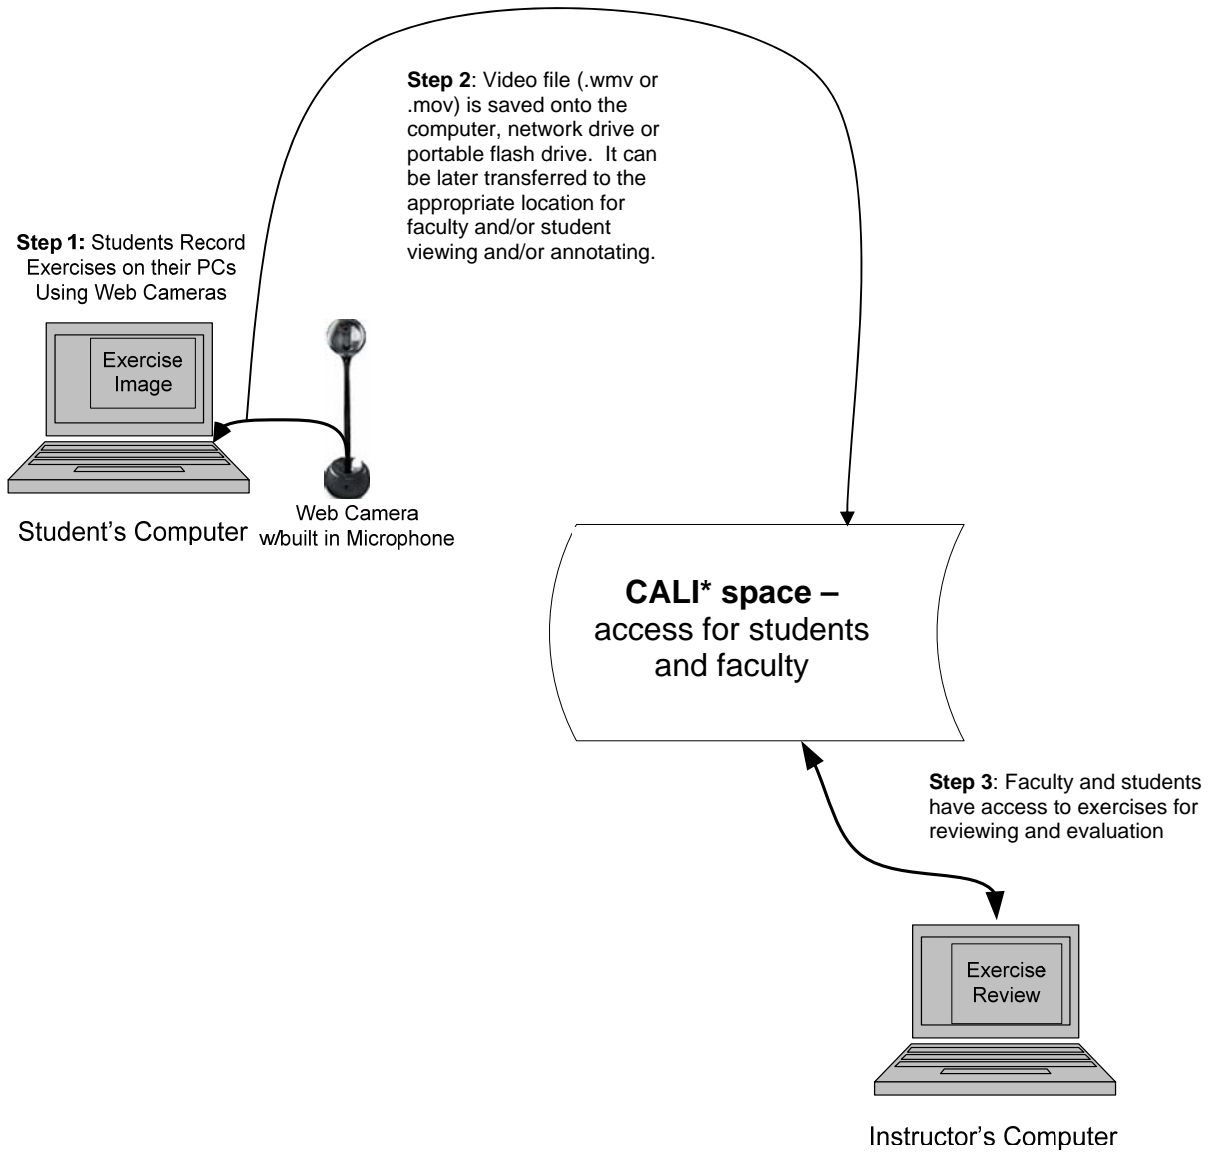 Step 2: Video file (.wmv or
.mov) is saved onto the
computer, network drive or
portable flash drive.  It can
be later transferred to the
appropriate location for
faculty and/or student
viewing and/or annotating.
Step 1: Students Record
Exercises on their PCs
Using Web Cameras
Exercise
Image
Student's Computer
Web Camera
w/built in Microphone
CALI* space –
access for students
and faculty
Step 3: Faculty and students
have access to exercises for
reviewing and evaluation
Exercise
Review
Instructor's Computer